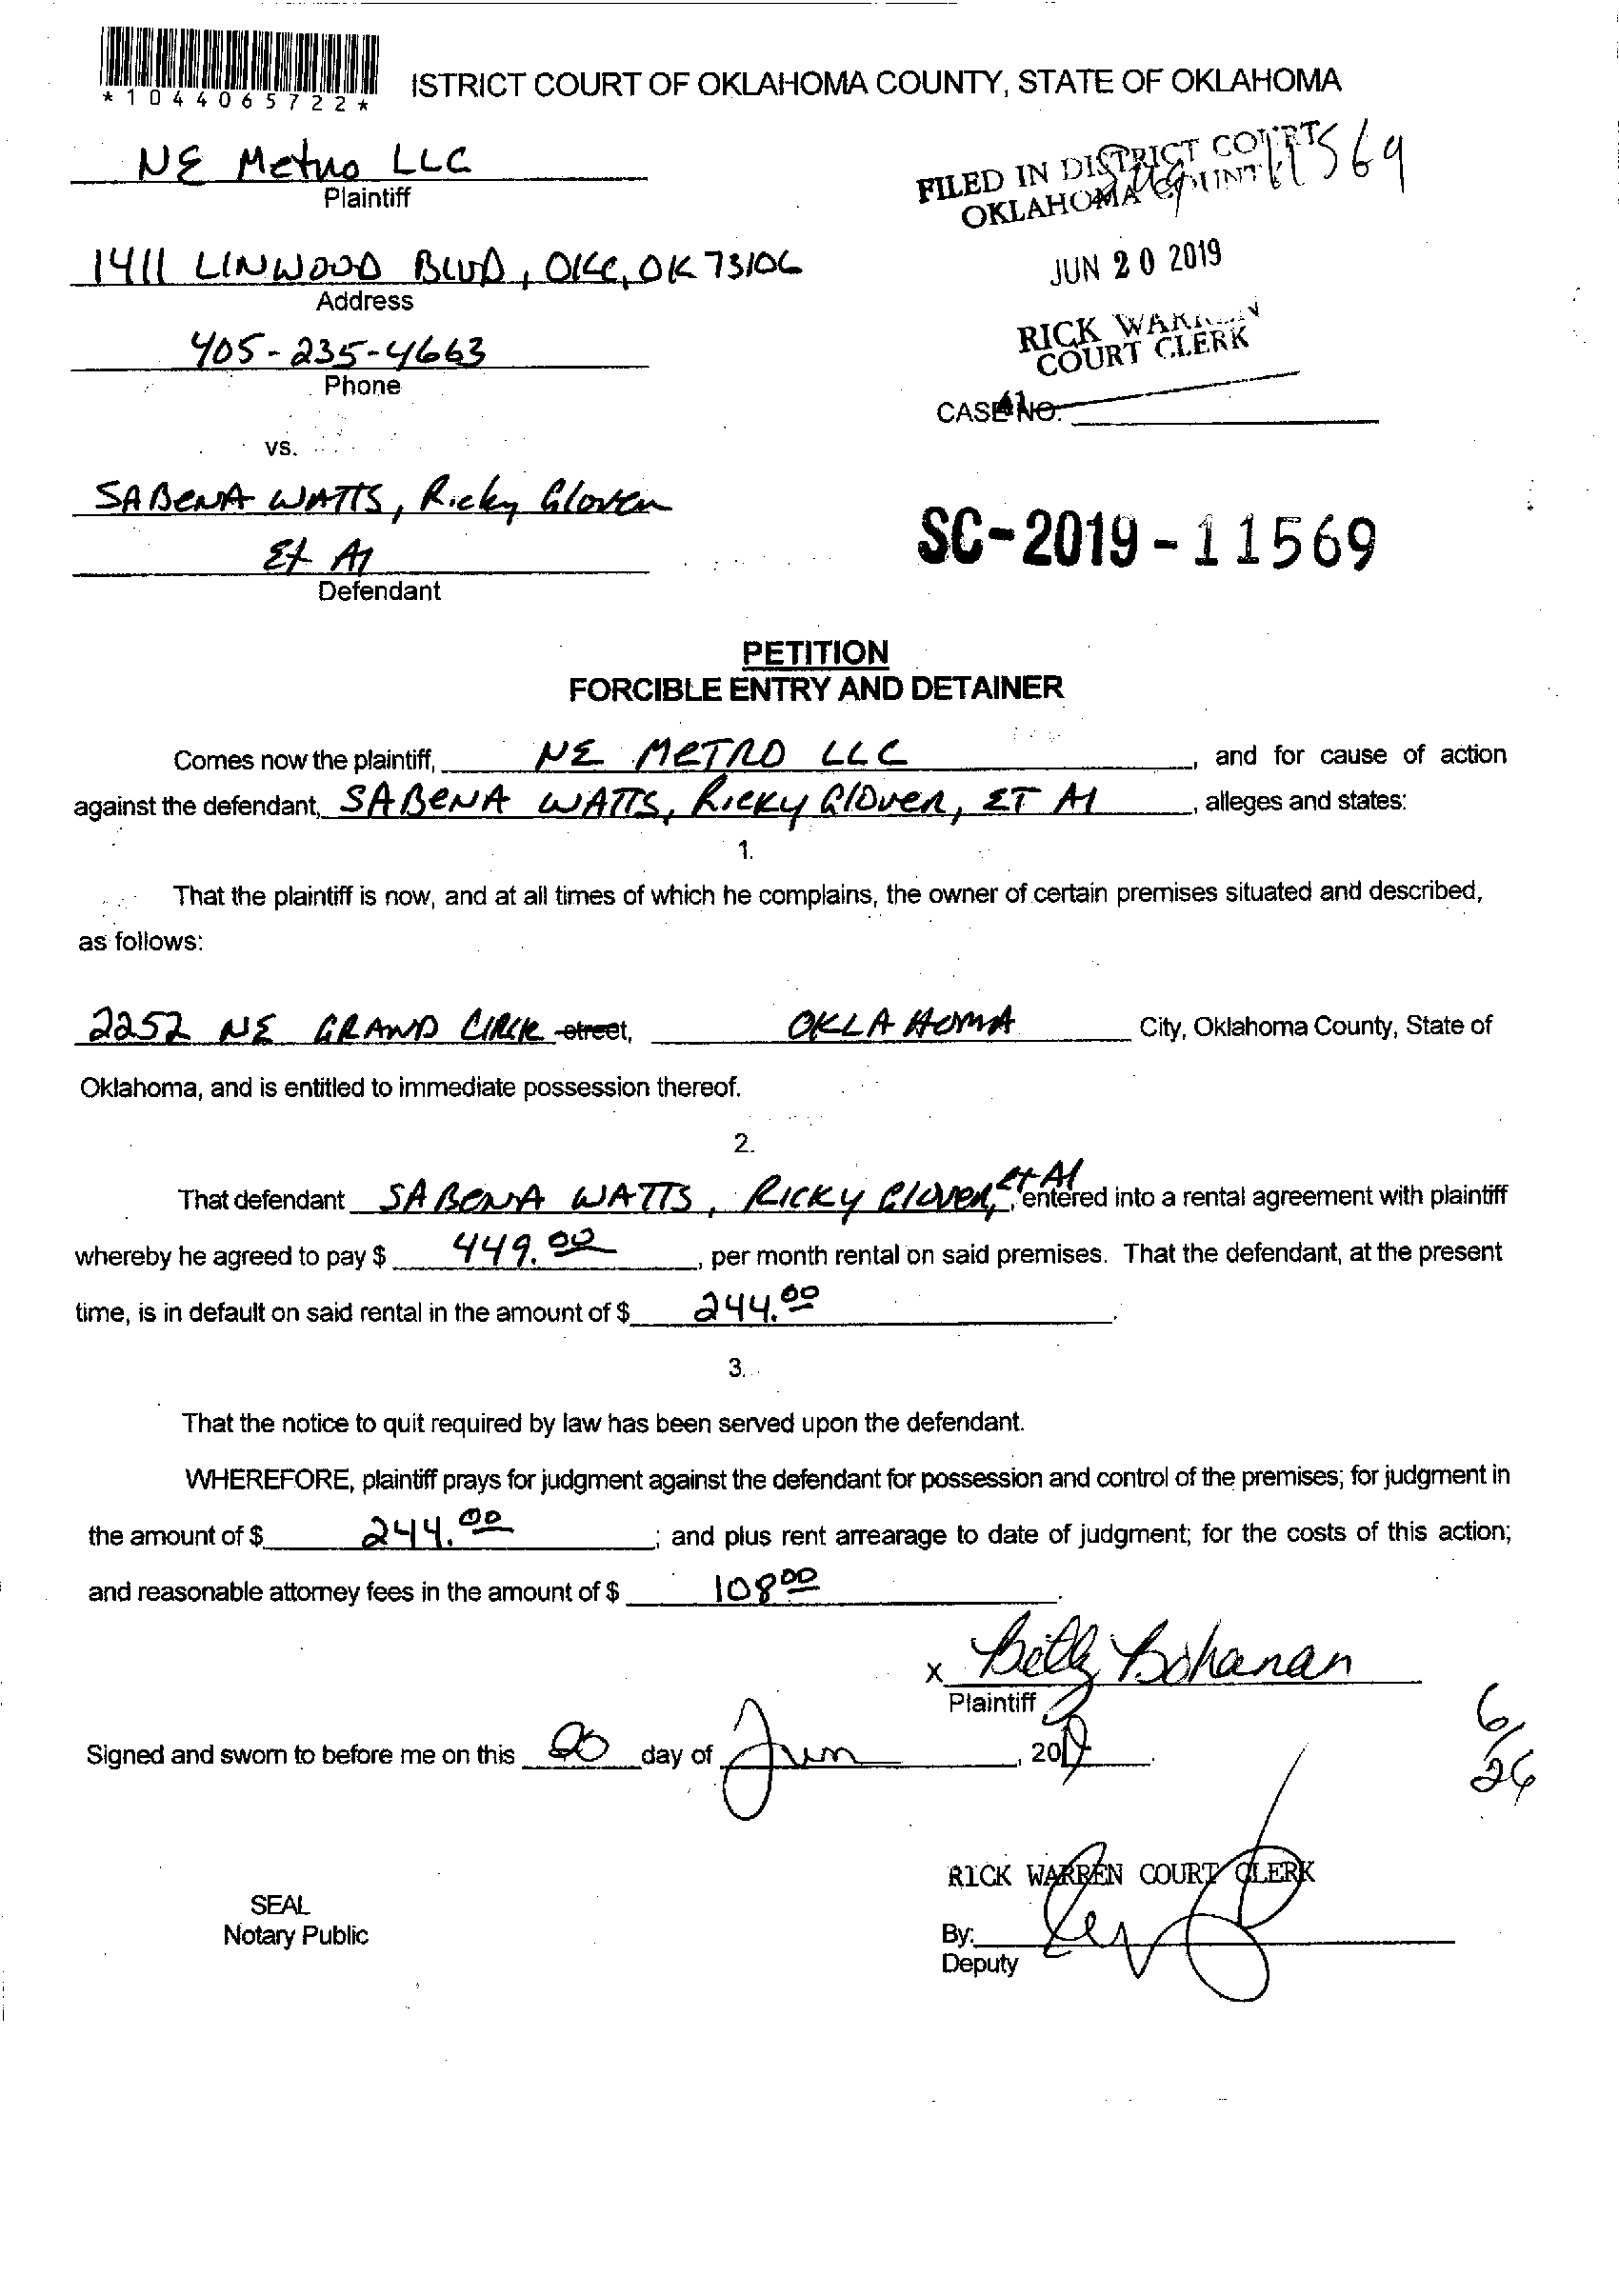 *1044065722*
ISTRICT COURT OF OKLAHOMA COUNTY, STATE OF OKLAHOMA
NE Metro LLC
Plaintiff
FILED IN DISTRICT COURT
OKLAHOMA COUNTY
11569
1411 LINWOOD BLVD, OKC, OK 73106
Address
JUN 20 2019
405-235-4663
Phone
RICK WARREN
COURT CLERK
CASE NO.
vs.
SABENA WATTS, Ricky Glover
Et Al
Defendant
SC-2019-11569
PETITION
FORCIBLE ENTRY AND DETAINER
Comes now the plaintiff, NE METRO LLC, and for cause of action
against the defendant, SABENA WATTS, Ricky Glover, ET Al, alleges and states:
1.
That the plaintiff is now, and at all times of which he complains, the owner of certain premises situated and described,
as follows:
2252 NE GRAND CIRCLE street, OKLAHOMA City, Oklahoma County, State of
Oklahoma, and is entitled to immediate possession thereof.
2.
That defendant SABENA WATTS, RICKY Glover, et Al, entered into a rental agreement with plaintiff
whereby he agreed to pay $ 449.00, per month rental on said premises. That the defendant, at the present
time, is in default on said rental in the amount of $ 244.00.
3.
That the notice to quit required by law has been served upon the defendant.
WHEREFORE, plaintiff prays for judgment against the defendant for possession and control of the premises; for judgment in
the amount of $ 244.00; and plus rent arrearage to date of judgment; for the costs of this action;
and reasonable attorney fees in the amount of $ 108.00.
x Betty Bohanan
Plaintiff
Signed and sworn to before me on this 20 day of Jun, 2019.
6/26
RICK WARREN COURT CLERK
SEAL
Notary Public
By:
Deputy